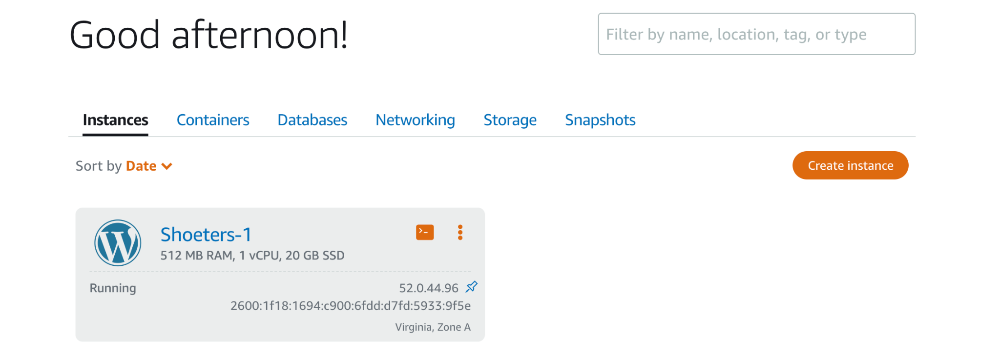 Good afternoon!
Filter by name, location, tag, or type
Instances Containers Databases Networking Storage Snapshots
Sort by Date
Create instance
Shoeters-1
512 MB RAM, 1 vCPU, 20 GB SSD
Running
52.0.44.96
2600:1f18:1694:c900:6fdd:d7fd:5933:9f5e
Virginia, Zone A